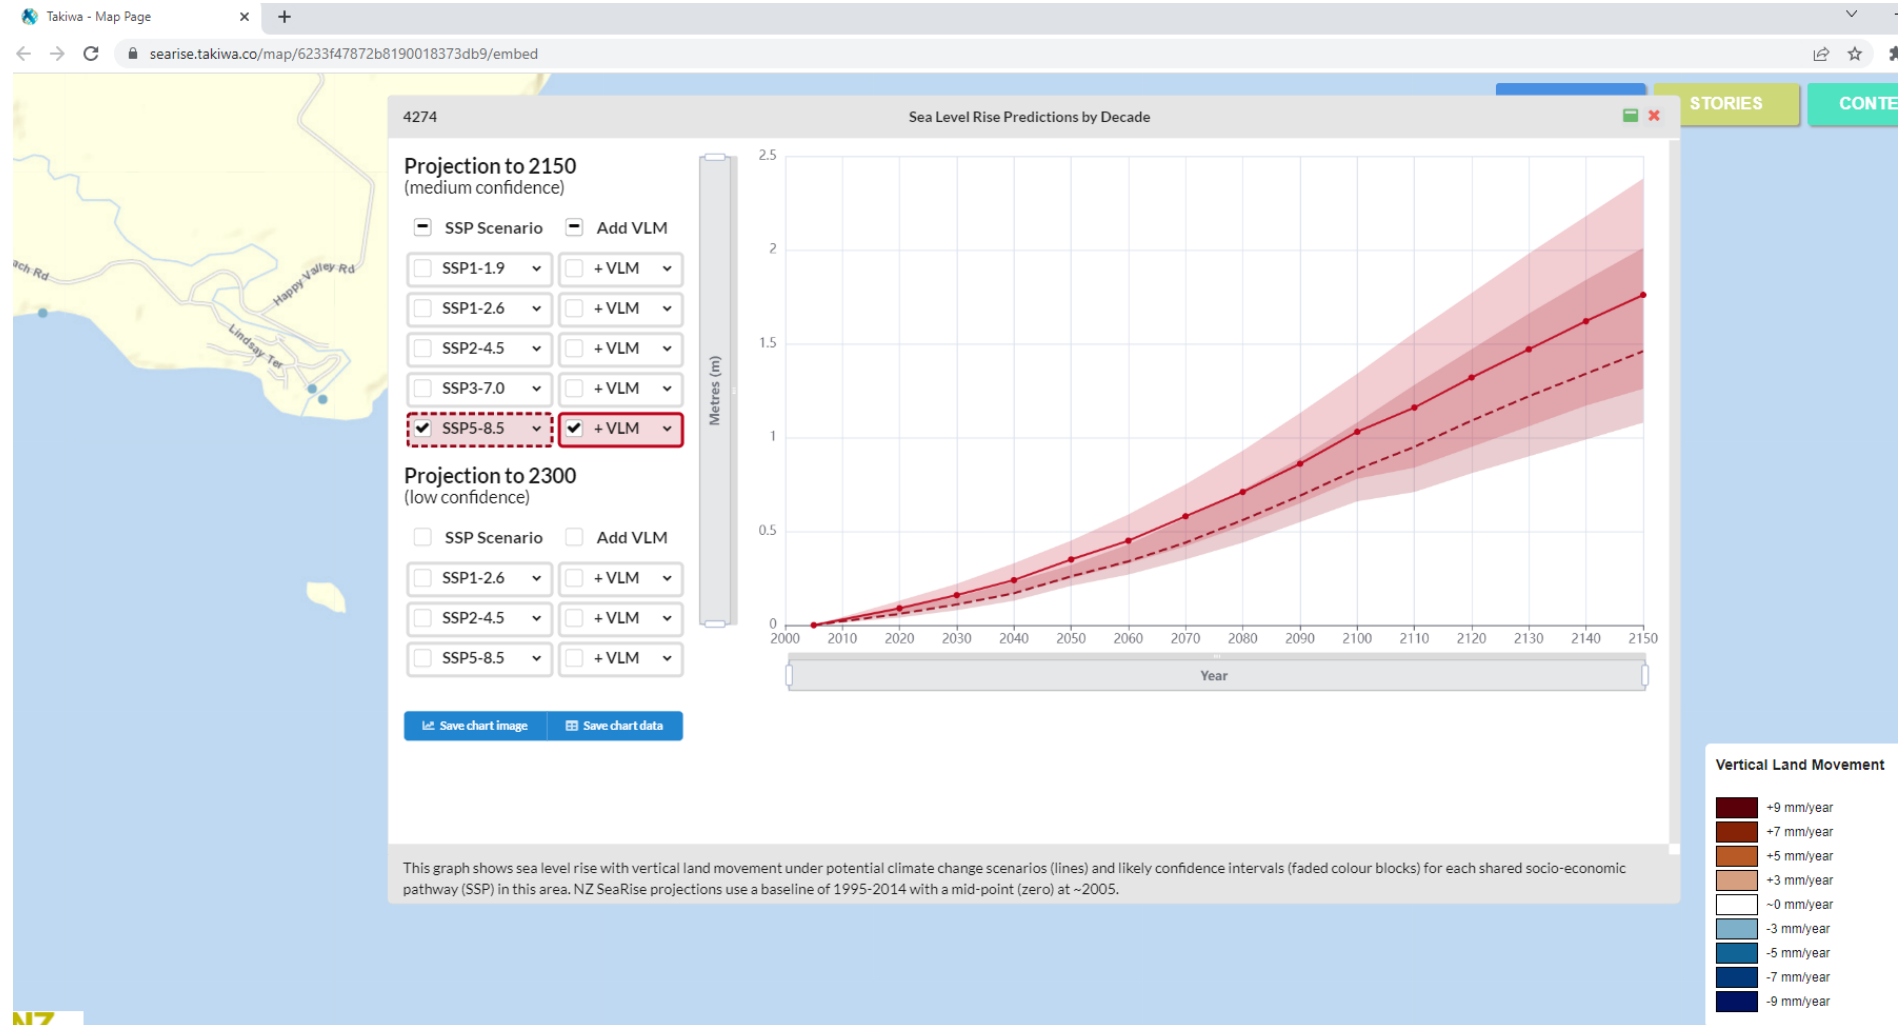 Takiwa - Map Page
searise.takiwa.co/map/6233f47872b8190018373db9/embed
STORIES
4274
Sea Level Rise Predictions by Decade
Projection to 2150
(medium confidence)
SSP Scenario Add VLM
SSP1-1.9 + VLM
SSP1-2.6 + VLM
SSP2-4.5 + VLM
SSP3-7.0 + VLM
SSP5-8.5 + VLM
Projection to 2300
(low confidence)
SSP Scenario Add VLM
SSP1-2.6 + VLM
SSP2-4.5 + VLM
SSP5-8.5 + VLM
Save chart image Save chart data
Metres (m)
2.5
2
1.5
1
0.5
0
2000 2010 2020 2030 2040 2050 2060 2070 2080 2090 2100 2110 2120 2130 2140 2150
Year
This graph shows sea level rise with vertical land movement under potential climate change scenarios (lines) and likely confidence intervals (faded colour blocks) for each shared socio-economic
pathway (SSP) in this area. NZ SeaRise projections use a baseline of 1995-2014 with a mid-point (zero) at ~2005.
Rd
Happy Valley Rd
Lindsay Ter
Vertical Land Movement
+9 mm/year
+7 mm/year
+5 mm/year
+3 mm/year
~0 mm/year
-3 mm/year
-5 mm/year
-7 mm/year
-9 mm/year
NZ